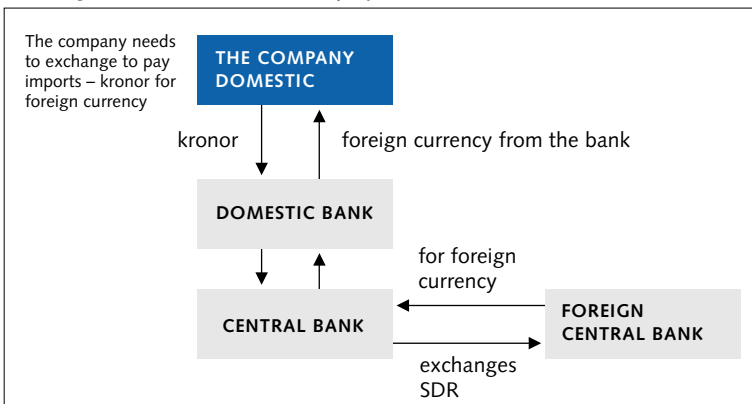 The company needs
to exchange to pay
imports – kronor for
foreign currency
THE COMPANY
DOMESTIC
kronor
foreign currency from the bank
DOMESTIC BANK
for foreign
currency
CENTRAL BANK
FOREIGN
CENTRAL BANK
exchanges
SDR